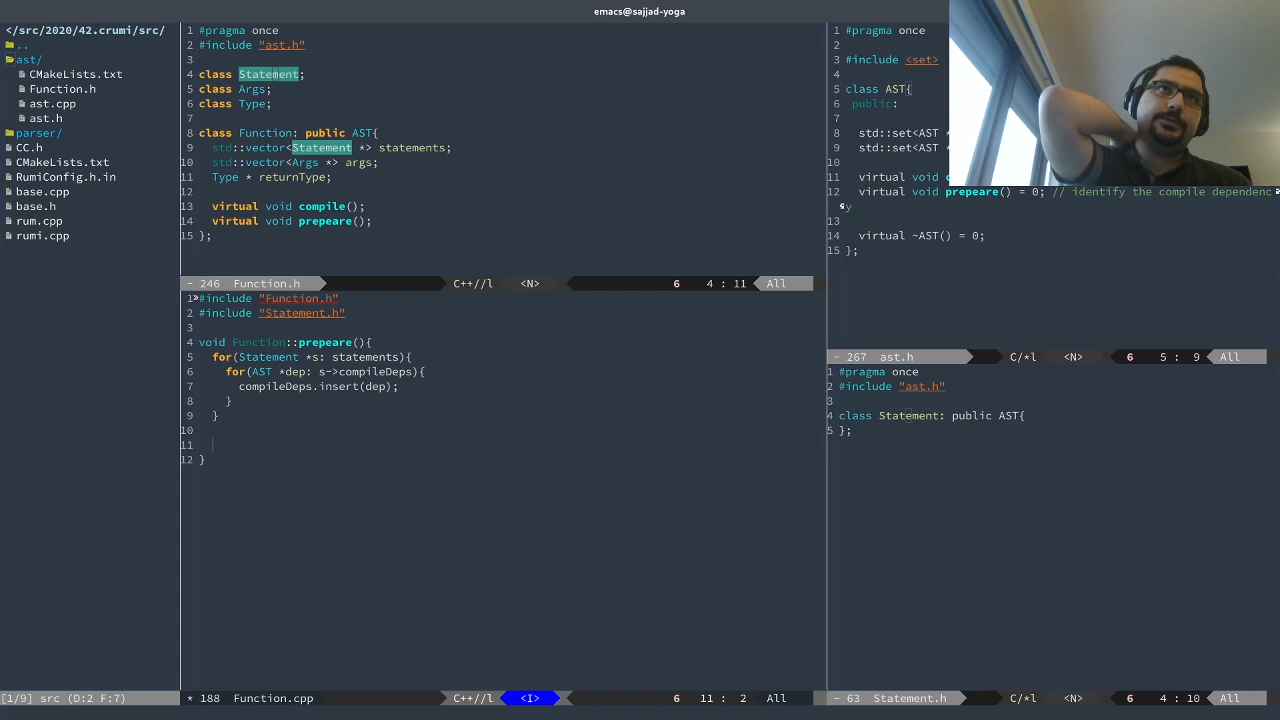 emacs@sajjad-yoga
</src/2020/42.crumi/src/
..
ast/
CMakeLists.txt
Function.h
ast.cpp
ast.h
parser/
CC.h
CMakeLists.txt
RumiConfig.h.in
base.cpp
base.h
rum.cpp
rumi.cpp
[1/9] src (D:2 F:7)
1 #pragma once
2 #include "ast.h"
3
4 class Statement;
5 class Args;
6 class Type;
7
8 class Function: public AST{
9 std::vector<Statement *> statements;
10 std::vector<Args *> args;
11 Type * returnType;
12
13 virtual void compile();
14 virtual void prepeare();
15 };
- 246 Function.h C++//l <N> 6 4 : 11 All
1 #include "Function.h"
2 #include "Statement.h"
3
4 void Function::prepeare(){
5 for(Statement *s: statements){
6 for(AST *dep: s->compileDeps){
7 compileDeps.insert(dep);
8 }
9 }
10
11
12 }
* 188 Function.cpp C++//l <I> 6 11 : 2 All
1 #pragma once
2
3 #include <set>
4
5 class AST{
6 public:
7
8 std::set<AST *
9 std::set<AST *
10
11 virtual void c
12 virtual void prepeare() = 0; // identify the compile dependenc
y
13
14 virtual ~AST() = 0;
15 };
- 267 ast.h C/*l <N> 6 5 : 9 All
1 #pragma once
2 #include "ast.h"
3
4 class Statement: public AST{
5 };
- 63 Statement.h C/*l <N> 6 4 : 10 All